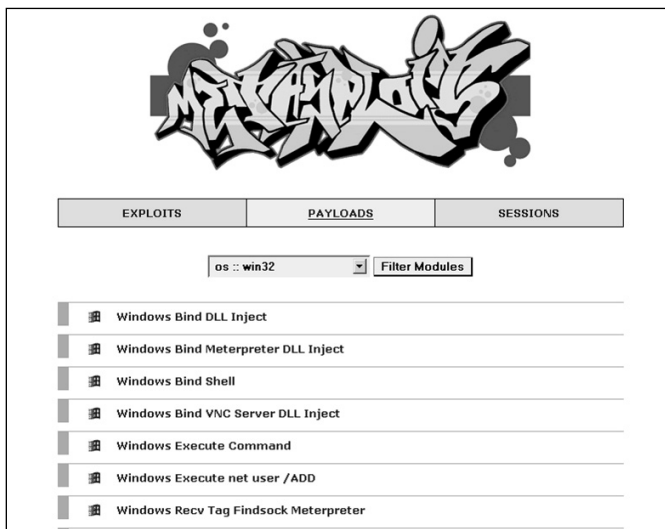 METASPLOIT
EXPLOITS
PAYLOADS
SESSIONS
os :: win32
Filter Modules
Windows Bind DLL Inject
Windows Bind Meterpreter DLL Inject
Windows Bind Shell
Windows Bind VNC Server DLL Inject
Windows Execute Command
Windows Execute net user /ADD
Windows Recv Tag Findsock Meterpreter